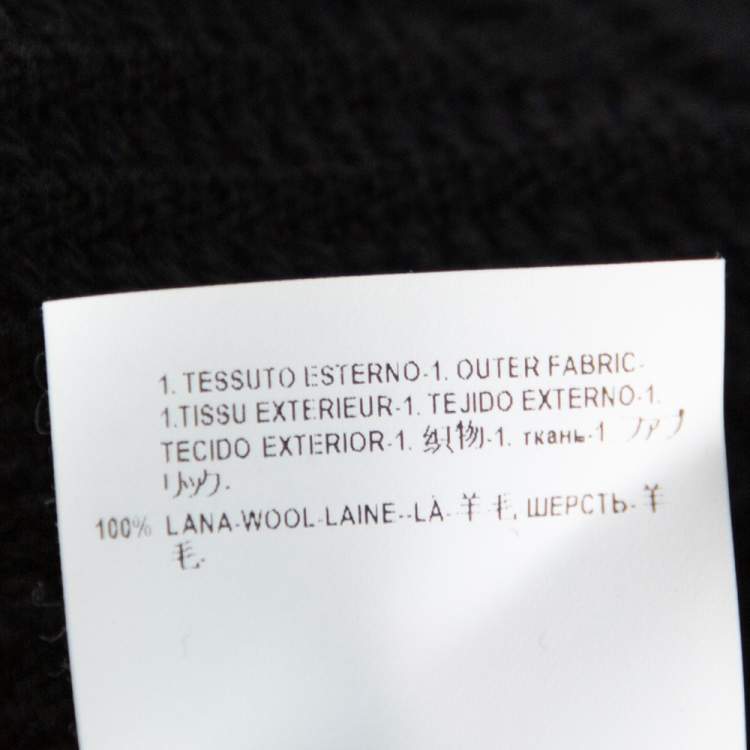 1. TESSUTO ESTERNO-1. OUTER FABRIC-
1.TISSU EXTERIEUR-1. TEJIDO EXTERNO-1.
TECIDO EXTERIOR-1. 织物-1. ткань-1 ファブ
リック.
100% LANA-WOOL-LAINE--LÀ-羊毛, ШЕРСТЬ-羊
毛.